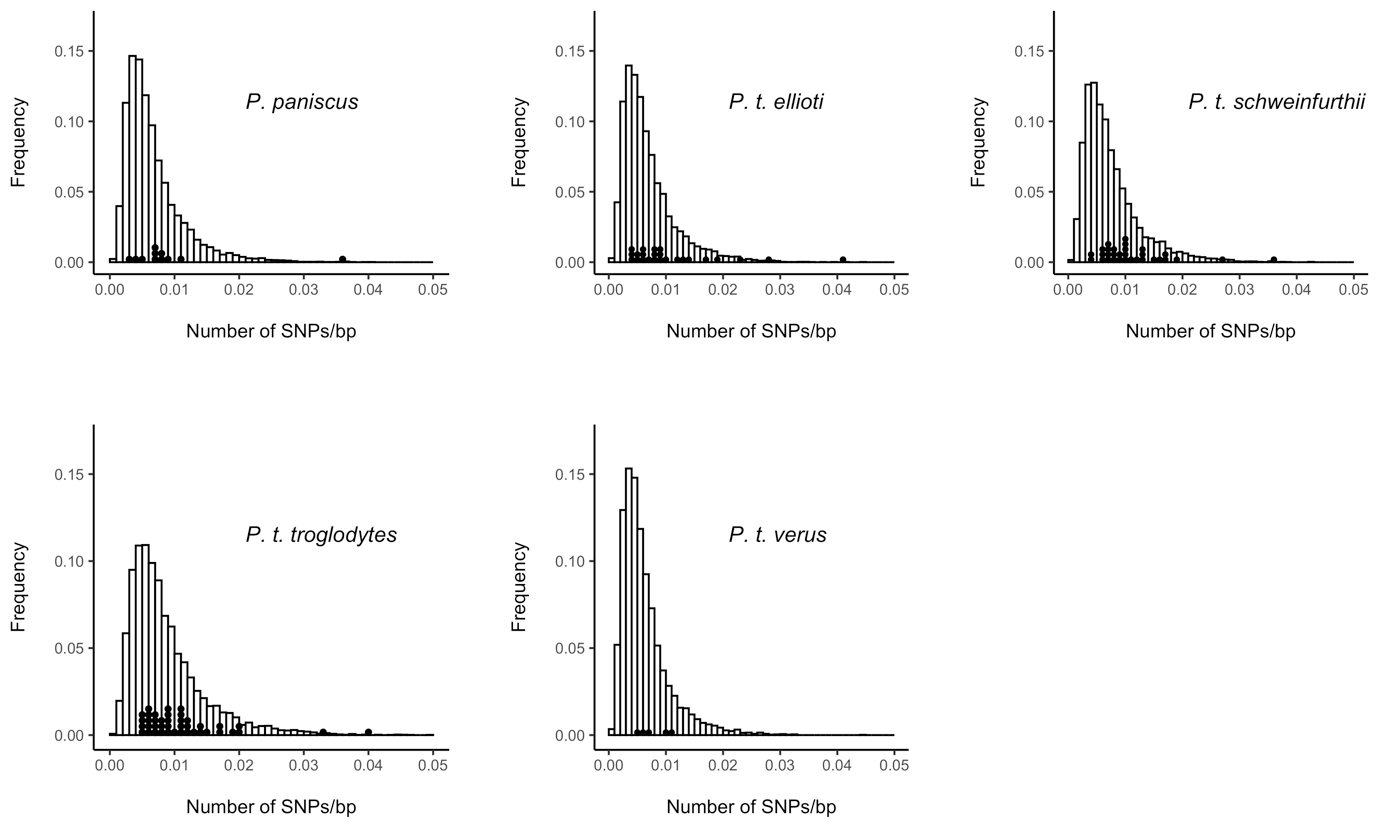 P. paniscus
Frequency
0.15
0.10
0.05
0.00
0.00 0.01 0.02 0.03 0.04 0.05
Number of SNPs/bp
P. t. ellioti
Frequency
0.15
0.10
0.05
0.00
0.00 0.01 0.02 0.03 0.04 0.05
Number of SNPs/bp
P. t. schweinfurthii
Frequency
0.15
0.10
0.05
0.00
0.00 0.01 0.02 0.03 0.04 0.05
Number of SNPs/bp
P. t. troglodytes
Frequency
0.15
0.10
0.05
0.00
0.00 0.01 0.02 0.03 0.04 0.05
Number of SNPs/bp
P. t. verus
Frequency
0.15
0.10
0.05
0.00
0.00 0.01 0.02 0.03 0.04 0.05
Number of SNPs/bp